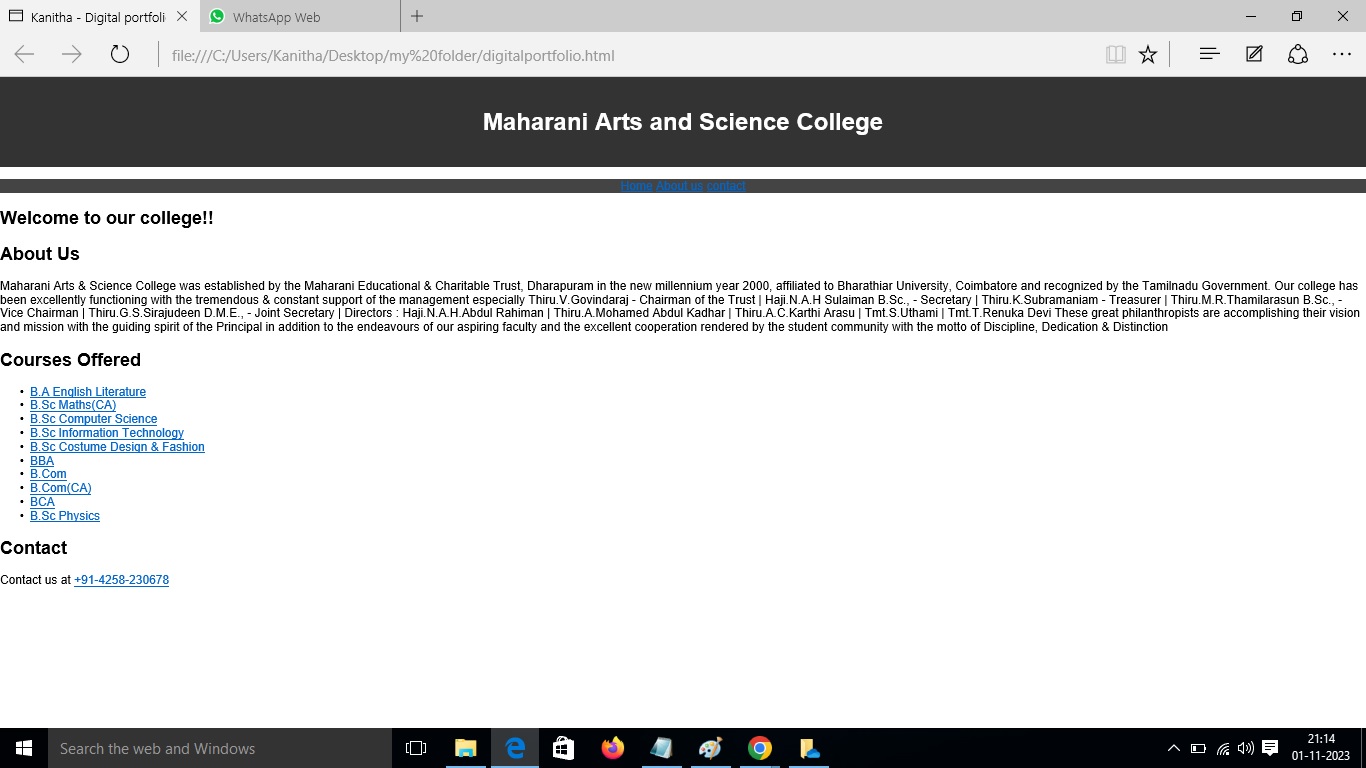 Kanitha - Digital portfoli
WhatsApp Web
file:///C:/Users/Kanitha/Desktop/my%20folder/digitalportfolio.html
Maharani Arts and Science College
Home About us contact
Welcome to our college!!
About Us
Maharani Arts & Science College was established by the Maharani Educational & Charitable Trust, Dharapuram in the new millennium year 2000, affiliated to Bharathiar University, Coimbatore and recognized by the Tamilnadu Government. Our college has
been excellently functioning with the tremendous & constant support of the management especially Thiru.V.Govindaraj - Chairman of the Trust | Haji.N.A.H Sulaiman B.Sc., - Secretary | Thiru.K.Subramaniam - Treasurer | Thiru.M.R.Thamilarasun B.Sc., -
Vice Chairman | Thiru.G.S.Sirajudeen D.M.E., - Joint Secretary | Directors : Haji.N.A.H.Abdul Rahiman | Thiru.A.Mohamed Abdul Kadhar | Thiru.A.C.Karthi Arasu | Tmt.S.Uthami | Tmt.T.Renuka Devi These great philanthropists are accomplishing their vision
and mission with the guiding spirit of the Principal in addition to the endeavours of our aspiring faculty and the excellent cooperation rendered by the student community with the motto of Discipline, Dedication & Distinction
Courses Offered
• B.A English Literature
• B.Sc Maths(CA)
• B.Sc Computer Science
• B.Sc Information Technology
• B.Sc Costume Design & Fashion
• BBA
• B.Com
• B.Com(CA)
• BCA
• B.Sc Physics
Contact
Contact us at +91-4258-230678
Search the web and Windows
21:14
01-11-2023